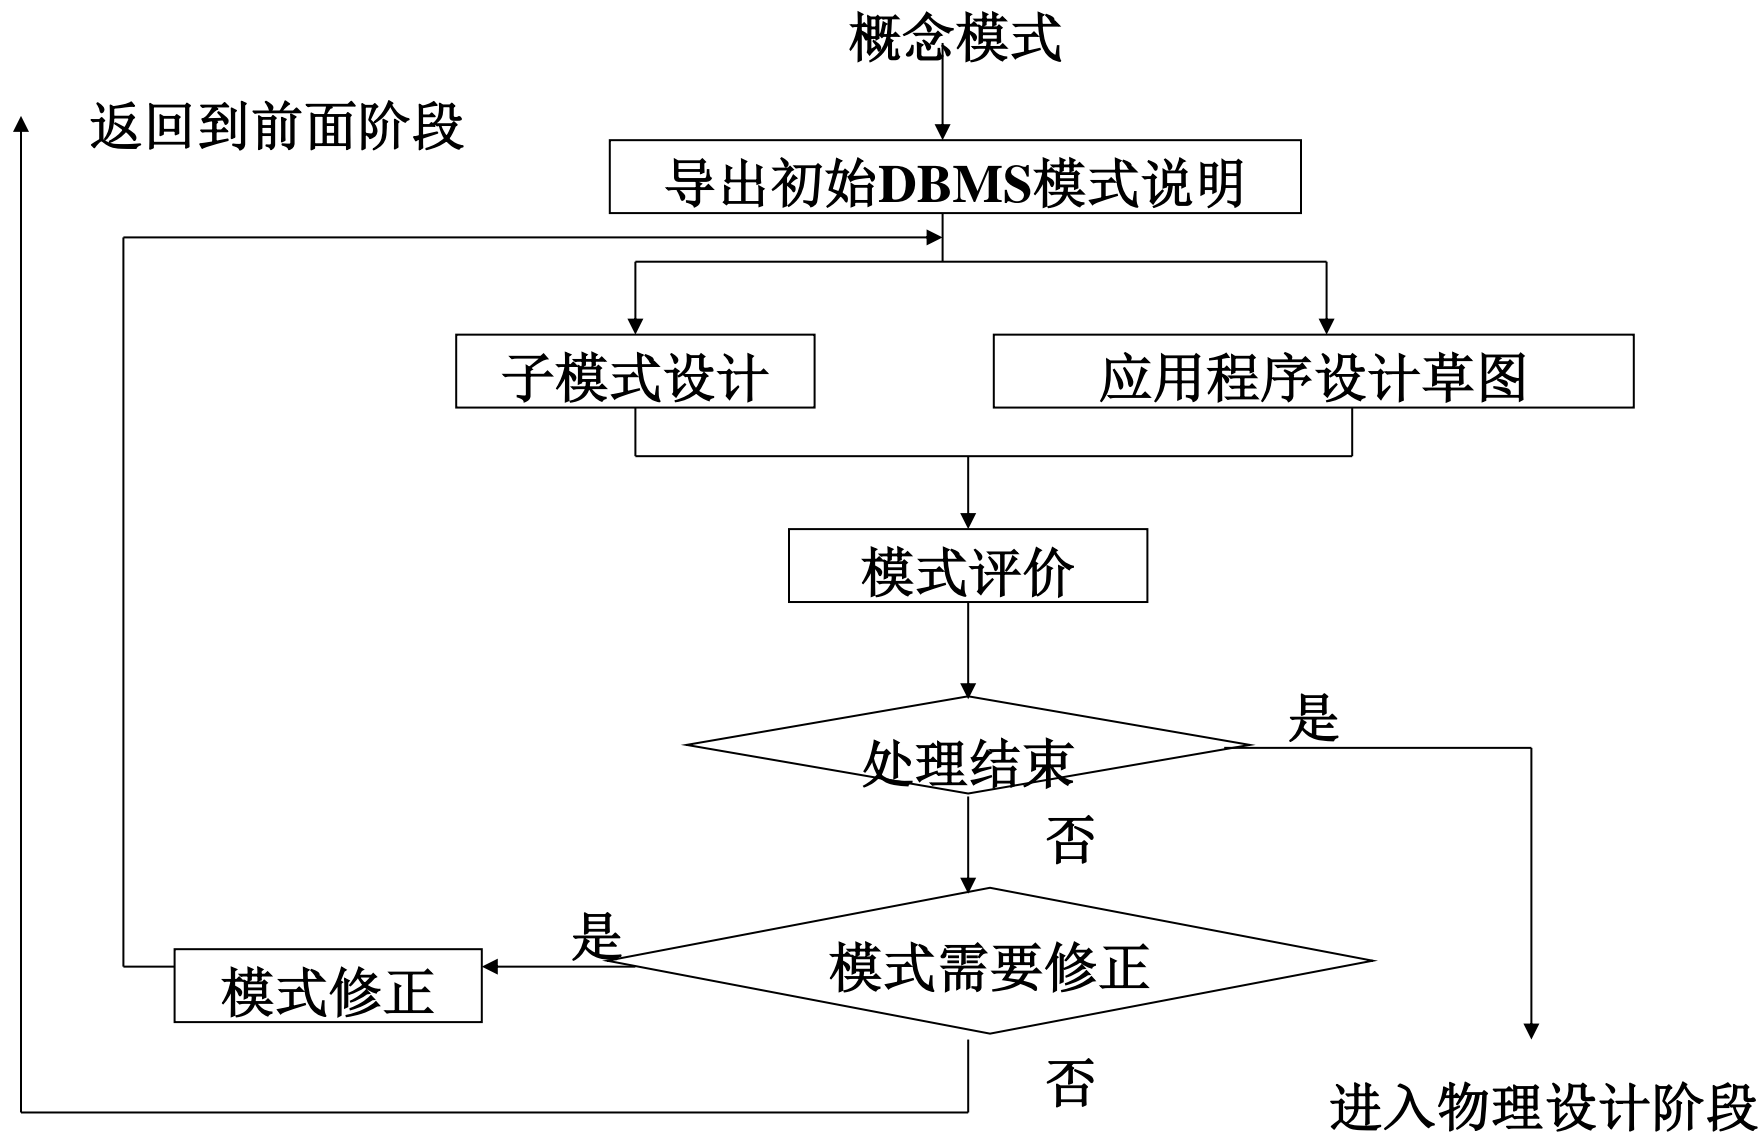 概念模式
返回到前面阶段
导出初始DBMS模式说明
子模式设计
应用程序设计草图
模式评价
是
处理结束
否
是
模式需要修正
模式修正
否
进入物理设计阶段